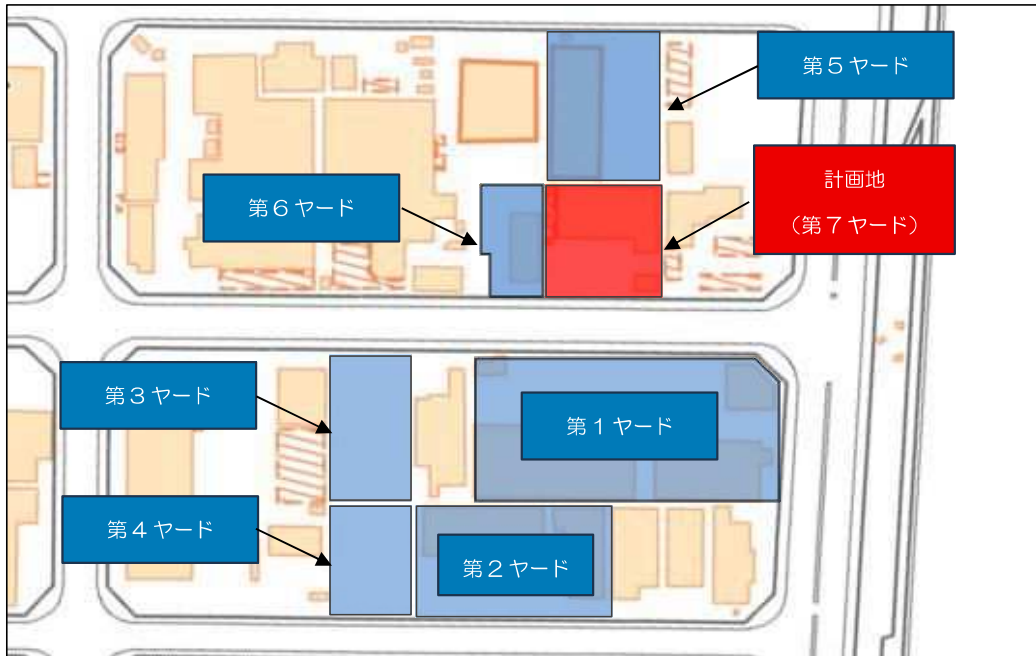 第５ヤード
計画地
（第７ヤード）
第６ヤード
第３ヤード
第１ヤード
第４ヤード
第２ヤード